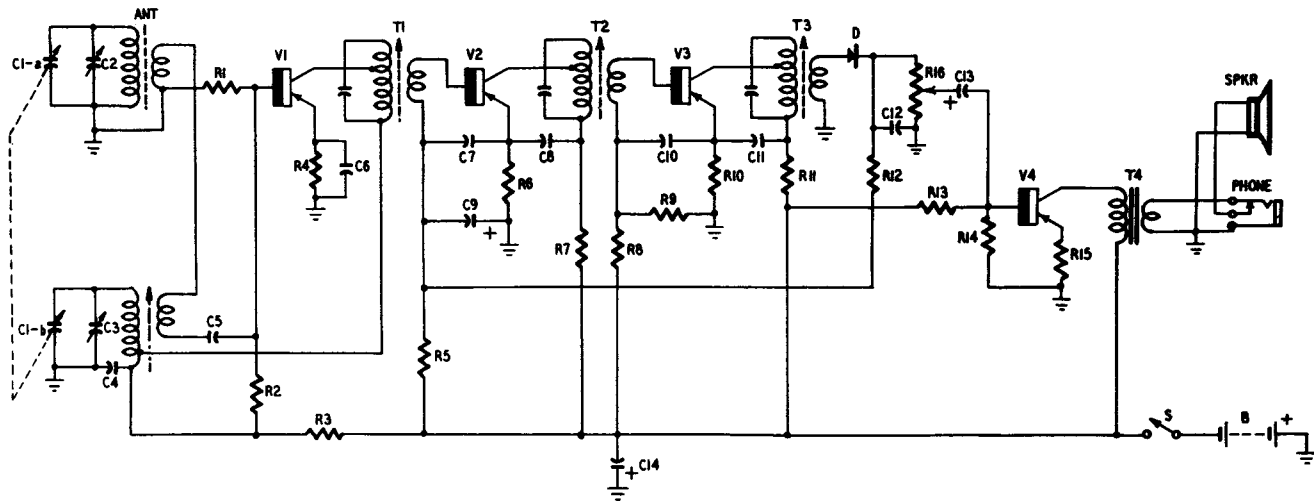 ANT
C1-a
C2
R1
V1
T1
V2
T2
V3
T3
D
R16
C13
+
SPKR
R4
C6
C7
C8
C10
C11
C12
R6
R10
R11
R12
C9
+
R9
R13
V4
T4
PHONE
R7
R8
R14
R15
C1-b
C3
C5
C4
R5
R2
R3
S
B
+
+
C14